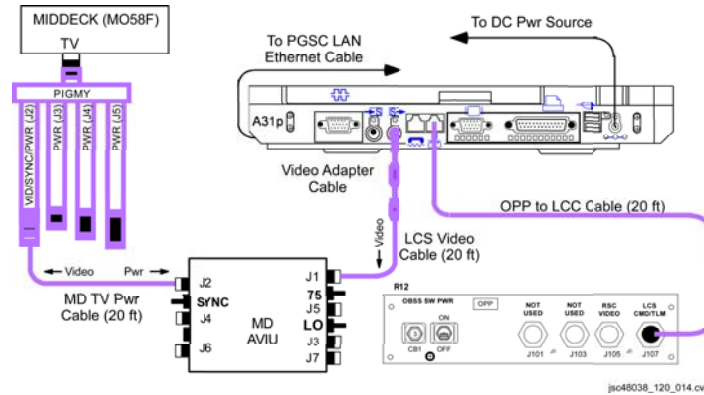 MIDDECK (MO58F)
TV
PIGMY
VID/SYNC/PWR (J2)
PWR (J3)
PWR (J4)
PWR (J5)
To PGSC LAN
Ethernet Cable
To DC Pwr Source
A31p
Video Adapter
Cable
OPP to LCC Cable (20 ft)
Video
LCS Video
Cable (20 ft)
Video
Pwr
MD TV Pwr
Cable (20 ft)
J2
SYNC
J4
J6
MD
AVIU
J1
75
J5
LO
J3
J7
R12
OBSS SW PWR
OPP
ON
OFF
3
CB1
NOT
USED
J101
NOT
USED
J103
RSC
VIDEO
J105
LCS
CMD/TLM
J107
jsc48038_120_014.cv